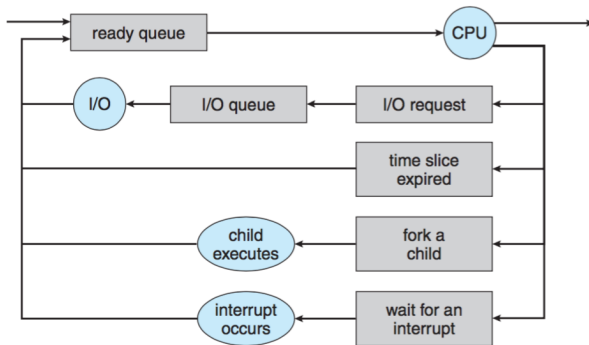 ready queue
CPU
I/O
I/O queue
I/O request
time slice
expired
child
executes
fork a
child
interrupt
occurs
wait for an
interrupt